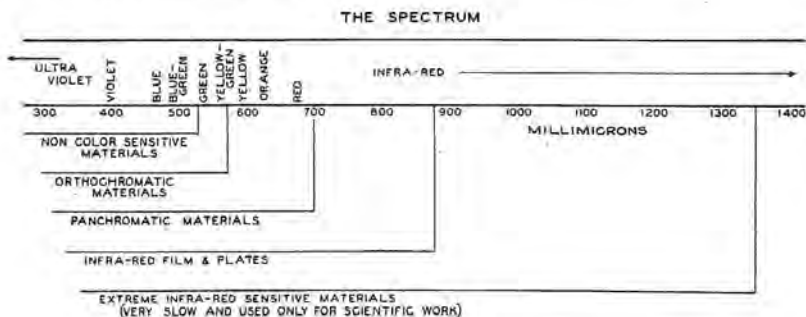 THE SPECTRUM
ULTRA
VIOLET
VIOLET
BLUE
BLUE-
GREEN
GREEN
YELLOW-
GREEN
YELLOW
ORANGE
RED
INFRA-RED
300 400 500 600 700 800 900 1000 1100 1200 1300 1400
MILLIMICRONS
NON COLOR SENSITIVE
MATERIALS
ORTHOCHROMATIC
MATERIALS
PANCHROMATIC MATERIALS
INFRA-RED FILM & PLATES
EXTREME INFRA-RED SENSITIVE MATERIALS
(VERY SLOW AND USED ONLY FOR SCIENTIFIC WORK)